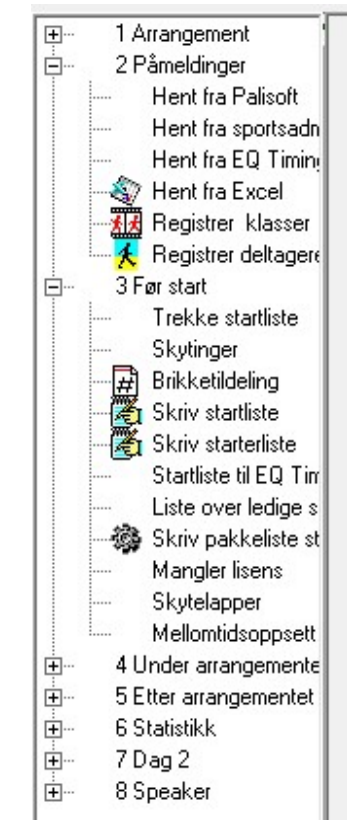 1 Arrangement
2 Påmeldinger
Hent fra Palisoft
Hent fra sportsadn
Hent fra EQ Timing
Hent fra Excel
Registrer klasser
Registrer deltagere
3 Før start
Trekke startliste
Skytinger
Brikketildeling
Skriv startliste
Skriv starterliste
Startliste til EQ Tim
Liste over ledige s
Skriv pakkeliste st
Mangler lisens
Skytelapper
Mellomtidsoppsett
4 Under arrangemente
5 Etter arrangementet
6 Statistikk
7 Dag 2
8 Speaker